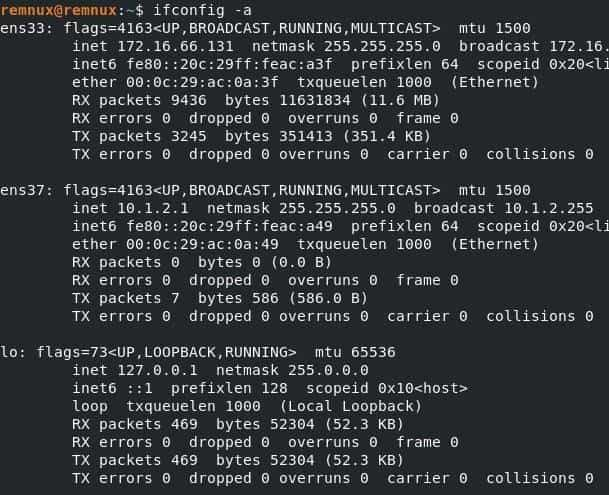 remnux@remnux:~$ ifconfig -a
ens33: flags=4163<UP,BROADCAST,RUNNING,MULTICAST>  mtu 1500
        inet 172.16.66.131  netmask 255.255.255.0  broadcast 172.16.
        inet6 fe80::20c:29ff:feac:a3f  prefixlen 64  scopeid 0x20<li
        ether 00:0c:29:ac:0a:3f  txqueuelen 1000  (Ethernet)
        RX packets 9436  bytes 11631834 (11.6 MB)
        RX errors 0  dropped 0  overruns 0  frame 0
        TX packets 3245  bytes 351413 (351.4 KB)
        TX errors 0  dropped 0 overruns 0  carrier 0  collisions 0
ens37: flags=4163<UP,BROADCAST,RUNNING,MULTICAST>  mtu 1500
        inet 10.1.2.1  netmask 255.255.255.0  broadcast 10.1.2.255
        inet6 fe80::20c:29ff:feac:a49  prefixlen 64  scopeid 0x20<li
        ether 00:0c:29:ac:0a:49  txqueuelen 1000  (Ethernet)
        RX packets 0  bytes 0 (0.0 B)
        RX errors 0  dropped 0  overruns 0  frame 0
        TX packets 7  bytes 586 (586.0 B)
        TX errors 0  dropped 0 overruns 0  carrier 0  collisions 0
lo: flags=73<UP,LOOPBACK,RUNNING>  mtu 65536
        inet 127.0.0.1  netmask 255.0.0.0
        inet6 ::1  prefixlen 128  scopeid 0x10<host>
        loop  txqueuelen 1000  (Local Loopback)
        RX packets 469  bytes 52304 (52.3 KB)
        RX errors 0  dropped 0  overruns 0  frame 0
        TX packets 469  bytes 52304 (52.3 KB)
        TX errors 0  dropped 0 overruns 0  carrier 0  collisions 0